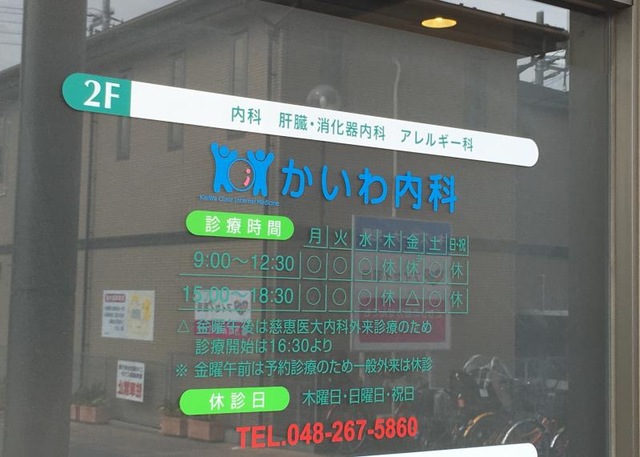 2F
内科 肝臓・消化器内科 アレルギー科
かいわ内科
KAIWA Clinic Internal Medicine
診療時間
月 火 水 木 金 土 日・祝
9:00〜12:30 ○ ○ ○ 休 休 ○ 休
15:00〜18:30 ○ ○ ○ 休 △ ○ 休
△ 金曜午後は慈恵医大内科外来診療のため
診療開始は16:30より
※ 金曜午前は予約診療のため一般外来は休診
休診日 木曜日・日曜日・祝日
TEL.048-267-5860